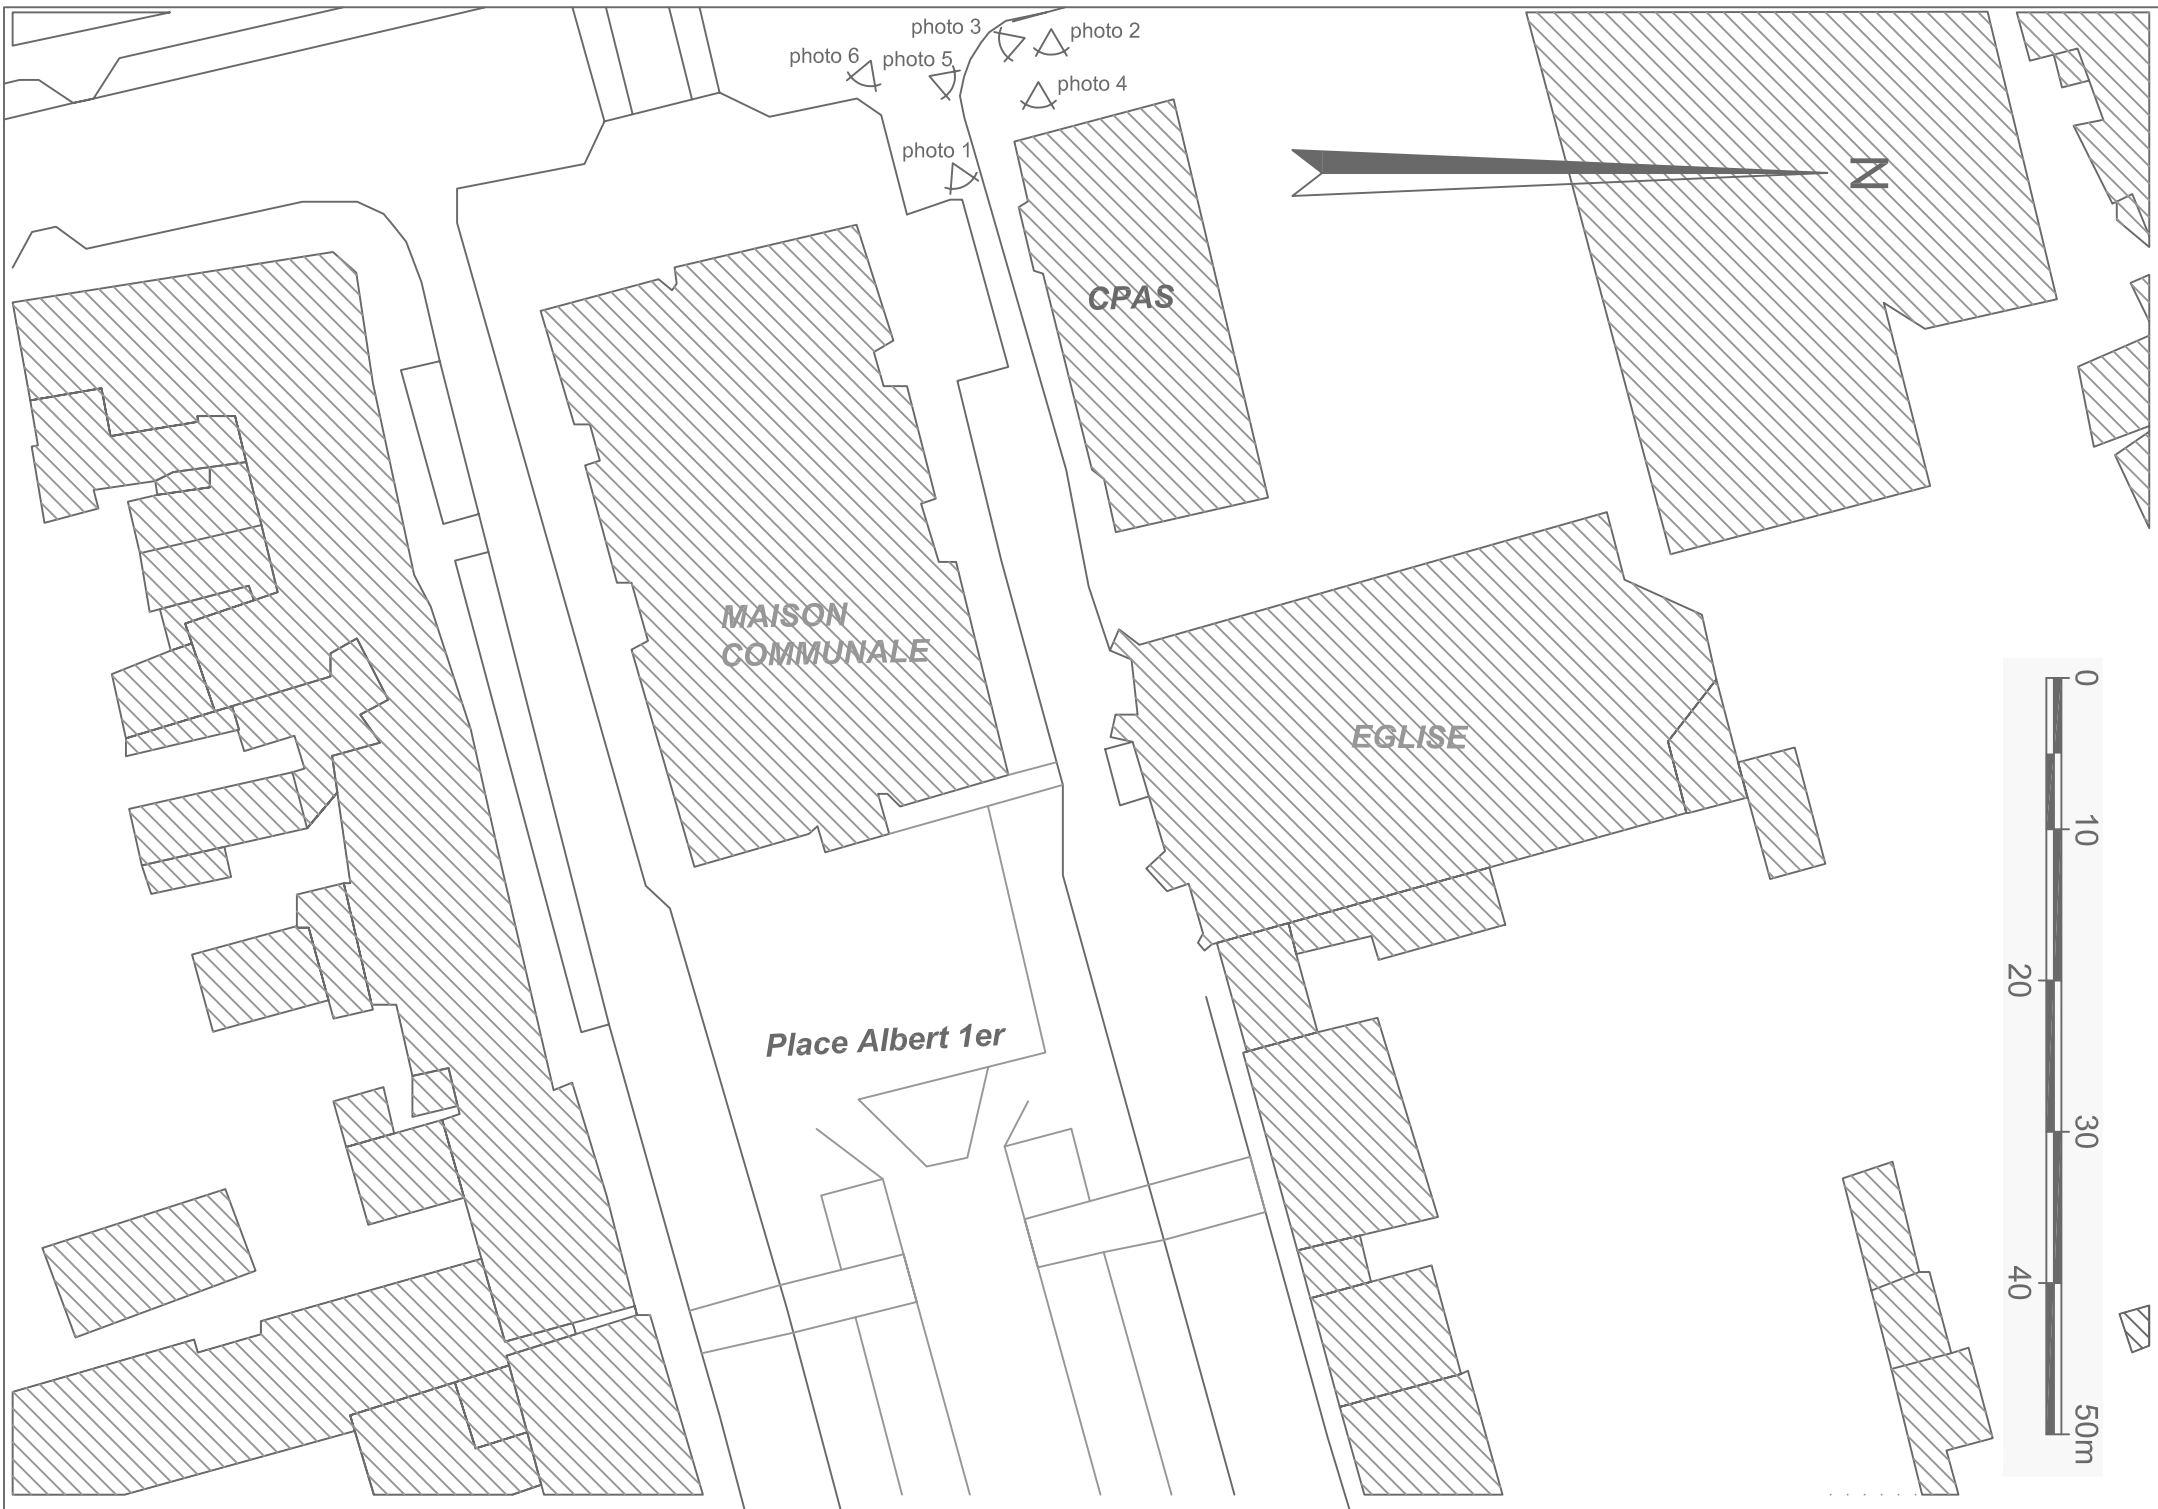 photo 3
photo 2
photo 6
photo 5
photo 4
photo 1
N
CPAS
MAISON
COMMUNALE
EGLISE
Place Albert 1er
0
10
20
30
40
50m